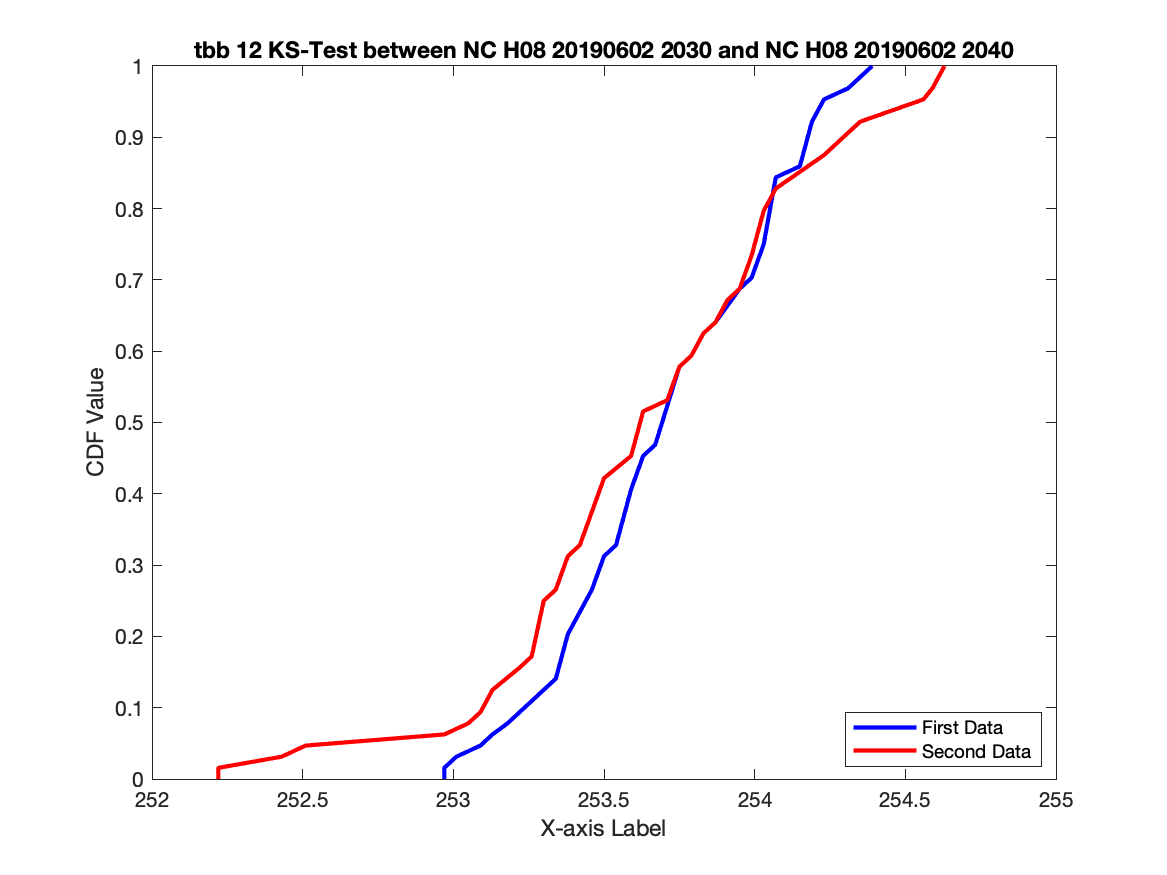 tbb 12 KS-Test between NC H08 20190602 2030 and NC H08 20190602 2040
1
0.9
0.8
0.7
0.6
0.5
0.4
0.3
0.2
0.1
0
CDF Value
First Data
Second Data
252 252.5 253 253.5 254 254.5 255
X-axis Label